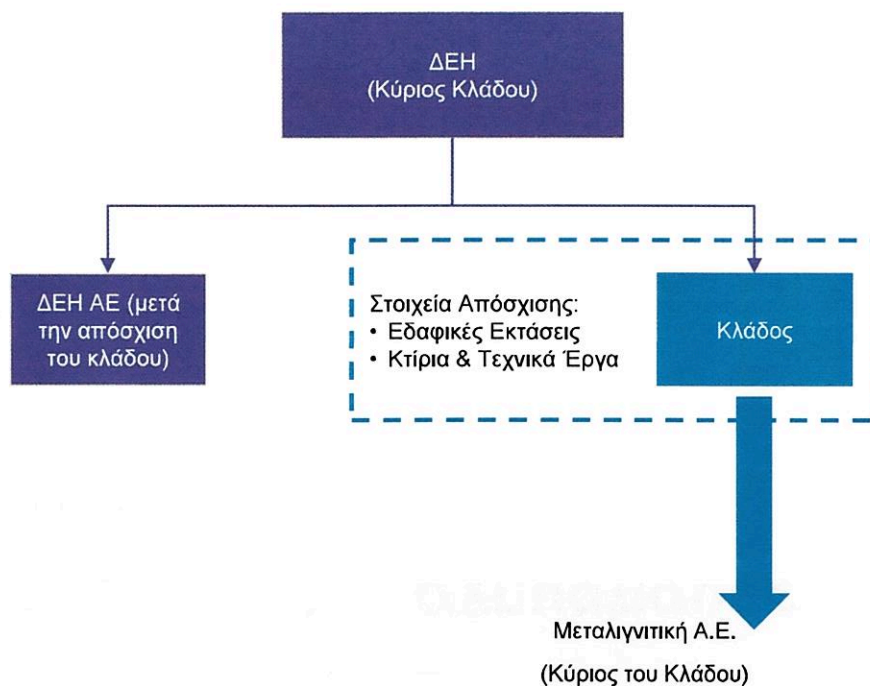 ΔΕΗ
(Κύριος Κλάδου)
ΔΕΗ ΑΕ (μετά
την απόσχιση
του κλάδου)
Στοιχεία Απόσχισης:
• Εδαφικές Εκτάσεις
• Κτίρια & Τεχνικά Έργα
Κλάδος
Μεταλιγνιτική Α.Ε.
(Κύριος του Κλάδου)